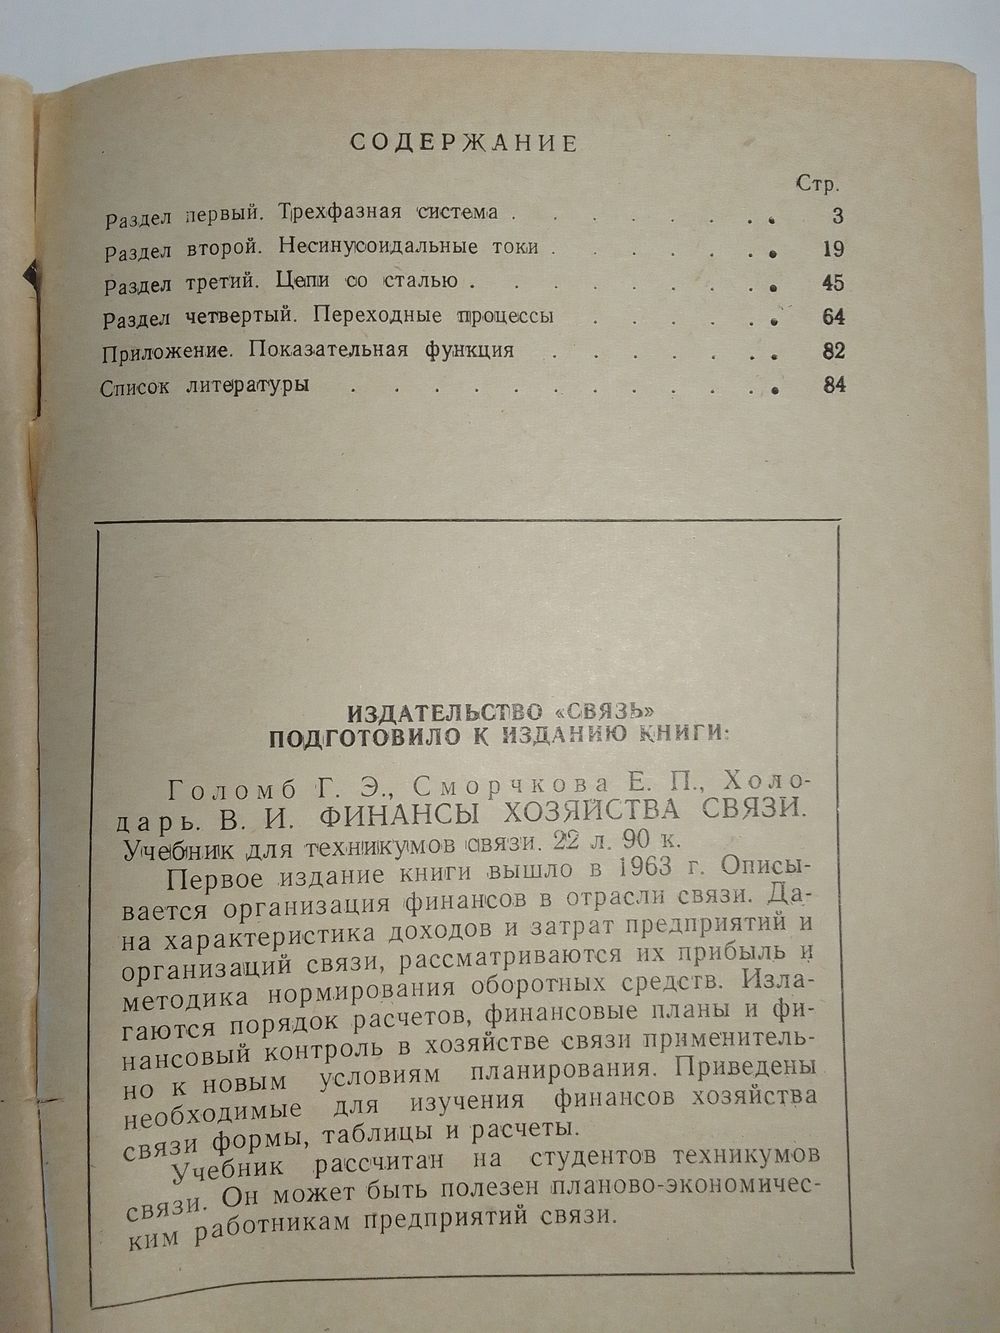 СОДЕРЖАНИЕ
Стр.
Раздел первый. Трехфазная система . . . . . . . . 3
Раздел второй. Несинусоидальные токи . . . . . . . 19
Раздел третий. Цепи со сталью . . . . . . . . . 45
Раздел четвертый. Переходные процессы . . . . . . 64
Приложение. Показательная функция . . . . . . . 82
Список литературы . . . . . . . . . . . 84
ИЗДАТЕЛЬСТВО «СВЯЗЬ»
ПОДГОТОВИЛО К ИЗДАНИЮ КНИГИ:
Голомб Г. Э., Сморчкова Е. П., Холо-
дарь. В. И. ФИНАНСЫ ХОЗЯЙСТВА СВЯЗИ.
Учебник для техникумов связи. 22 л. 90 к.
Первое издание книги вышло в 1963 г. Описы-
вается организация финансов в отрасли связи. Да-
на характеристика доходов и затрат предприятий и
организаций связи, рассматриваются их прибыль и
методика нормирования оборотных средств. Изла-
гаются порядок расчетов, финансовые планы и фи-
нансовый контроль в хозяйстве связи применитель-
но к новым условиям планирования. Приведены
необходимые для изучения финансов хозяйства
связи формы, таблицы и расчеты.
Учебник рассчитан на студентов техникумов
связи. Он может быть полезен планово-экономичес-
ким работникам предприятий связи.